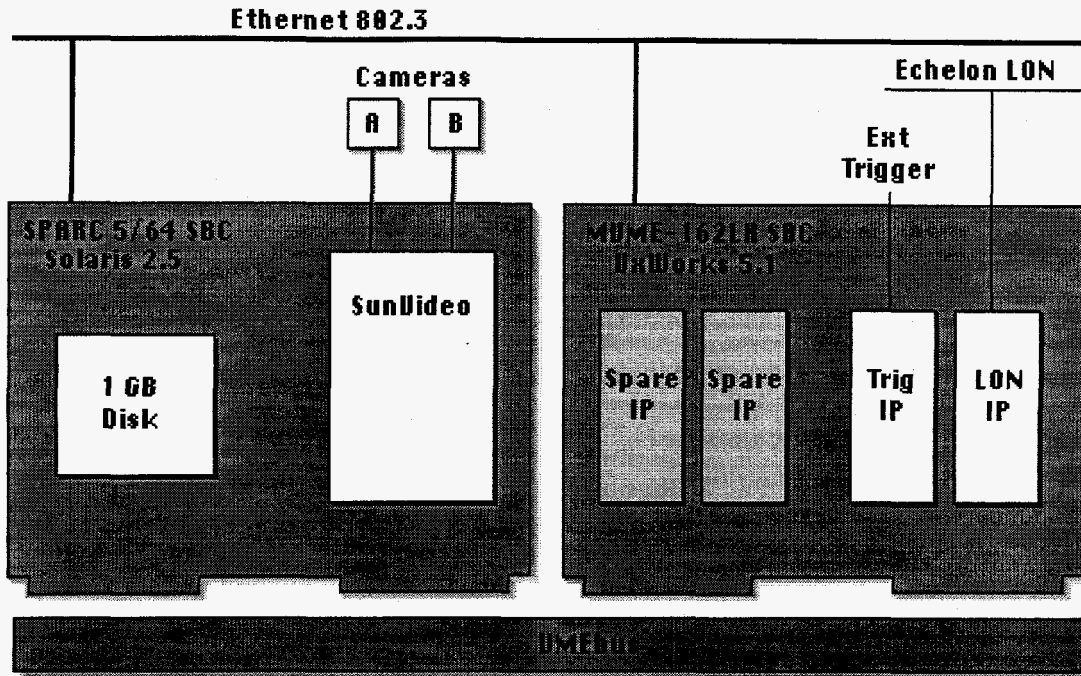 Ethernet 802.3
Cameras
A
B
Echelon LON
Ext
Trigger
SPARC 5/64 SBC
Solaris 2.5
SunVideo
1 GB
Disk
MVME-162LX SBC
VxWorks 5.1
Spare
IP
Spare
IP
Trig
IP
LON
IP
VMEbus